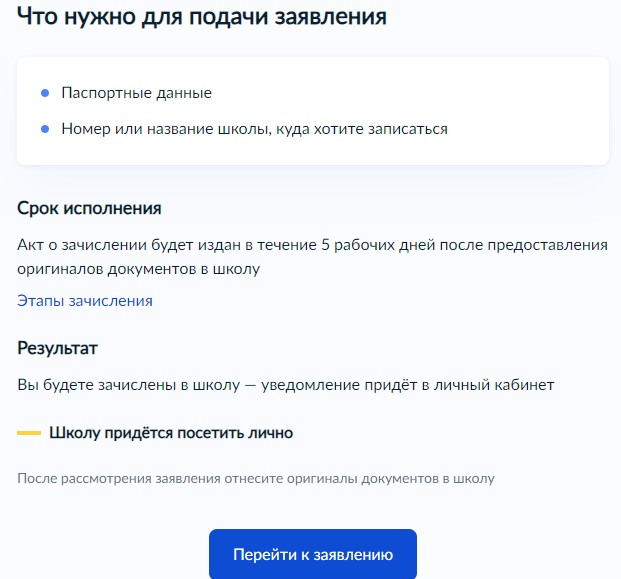 Что нужно для подачи заявления
Паспортные данные
Номер или название школы, куда хотите записаться
Срок исполнения
Акт о зачислении будет издан в течение 5 рабочих дней после предоставления
оригиналов документов в школу
Этапы зачисления
Результат
Вы будете зачислены в школу — уведомление придёт в личный кабинет
Школу придётся посетить лично
После рассмотрения заявления отнесите оригиналы документов в школу
Перейти к заявлению